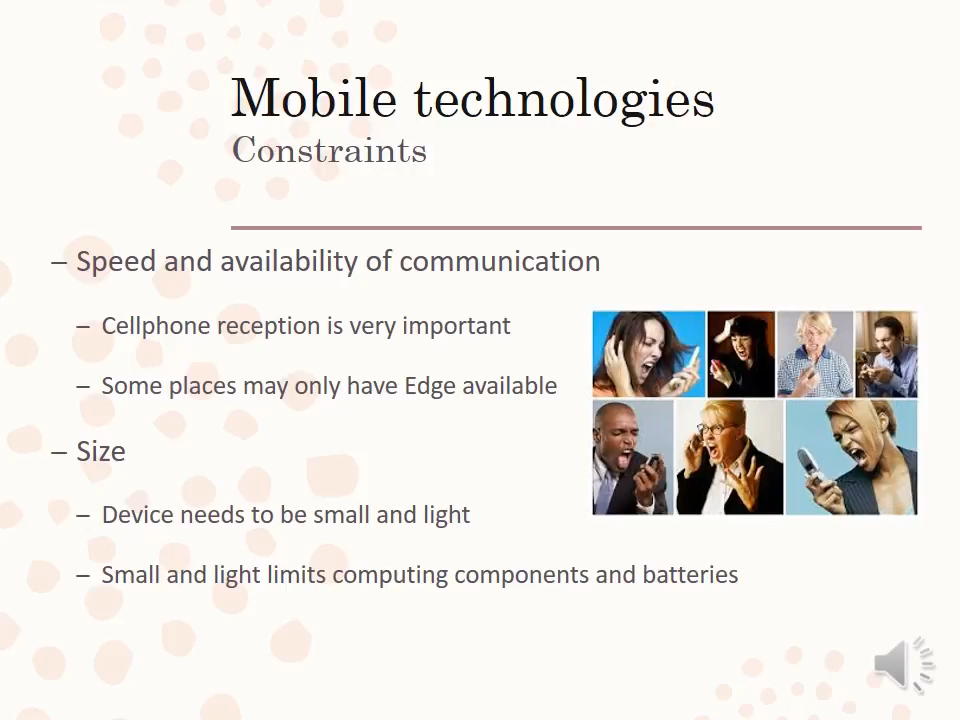 Mobile technologies
Constraints
– Speed and availability of communication
– Cellphone reception is very important
– Some places may only have Edge available
– Size
– Device needs to be small and light
– Small and light limits computing components and batteries